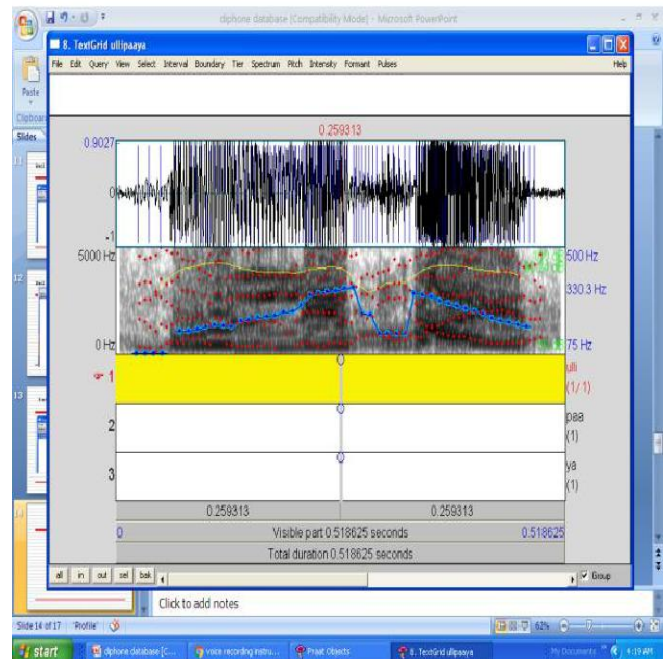 diphone database [Compatibility Mode] - Microsoft PowerPoint
8. TextGrid ullipaaya
File Edit Query View Select Interval Boundary Tier Spectrum Pitch Intensity Formant Pulses Help
Paste
Clipboar
Slides
0.259313
0.9027
0
-1
5000 Hz
500 Hz
330.3 Hz
0 Hz
75 Hz
1
ulli
(1/1)
2
paa
(1)
3
ya
(1)
0.259313 0.259313
0 Visible part 0.518625 seconds 0.518625
Total duration 0.518625 seconds
all in out sel bak
Group
11
12
13
14
Click to add notes
Slide 14 of 17 "Profile" 62%
start diphone database [C... voice recording instru... Praat Objects 8. TextGrid ullipaaya My Documents 4:19 AM